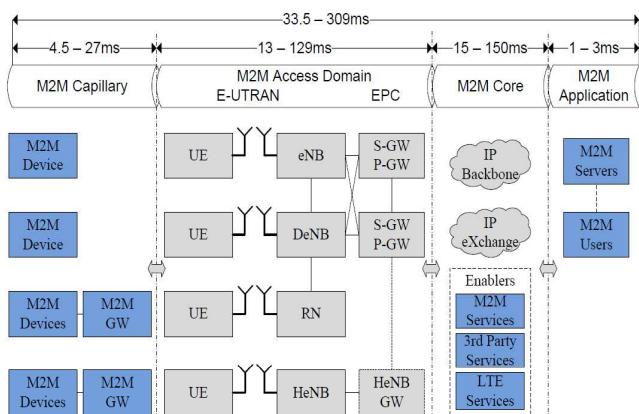 33.5 – 309ms
4.5 – 27ms
13 – 129ms
15 – 150ms
1 – 3ms
M2M Capillary
M2M Access Domain
E-UTRAN
EPC
M2M Core
M2M
Application
M2M
Device
UE
eNB
S-GW
P-GW
IP
Backbone
M2M
Servers
M2M
Device
UE
DeNB
S-GW
P-GW
IP
eXchange
M2M
Users
M2M
Devices
M2M
GW
UE
RN
Enablers
M2M
Services
3rd Party
Services
LTE
Services
M2M
Devices
M2M
GW
UE
HeNB
HeNB
GW